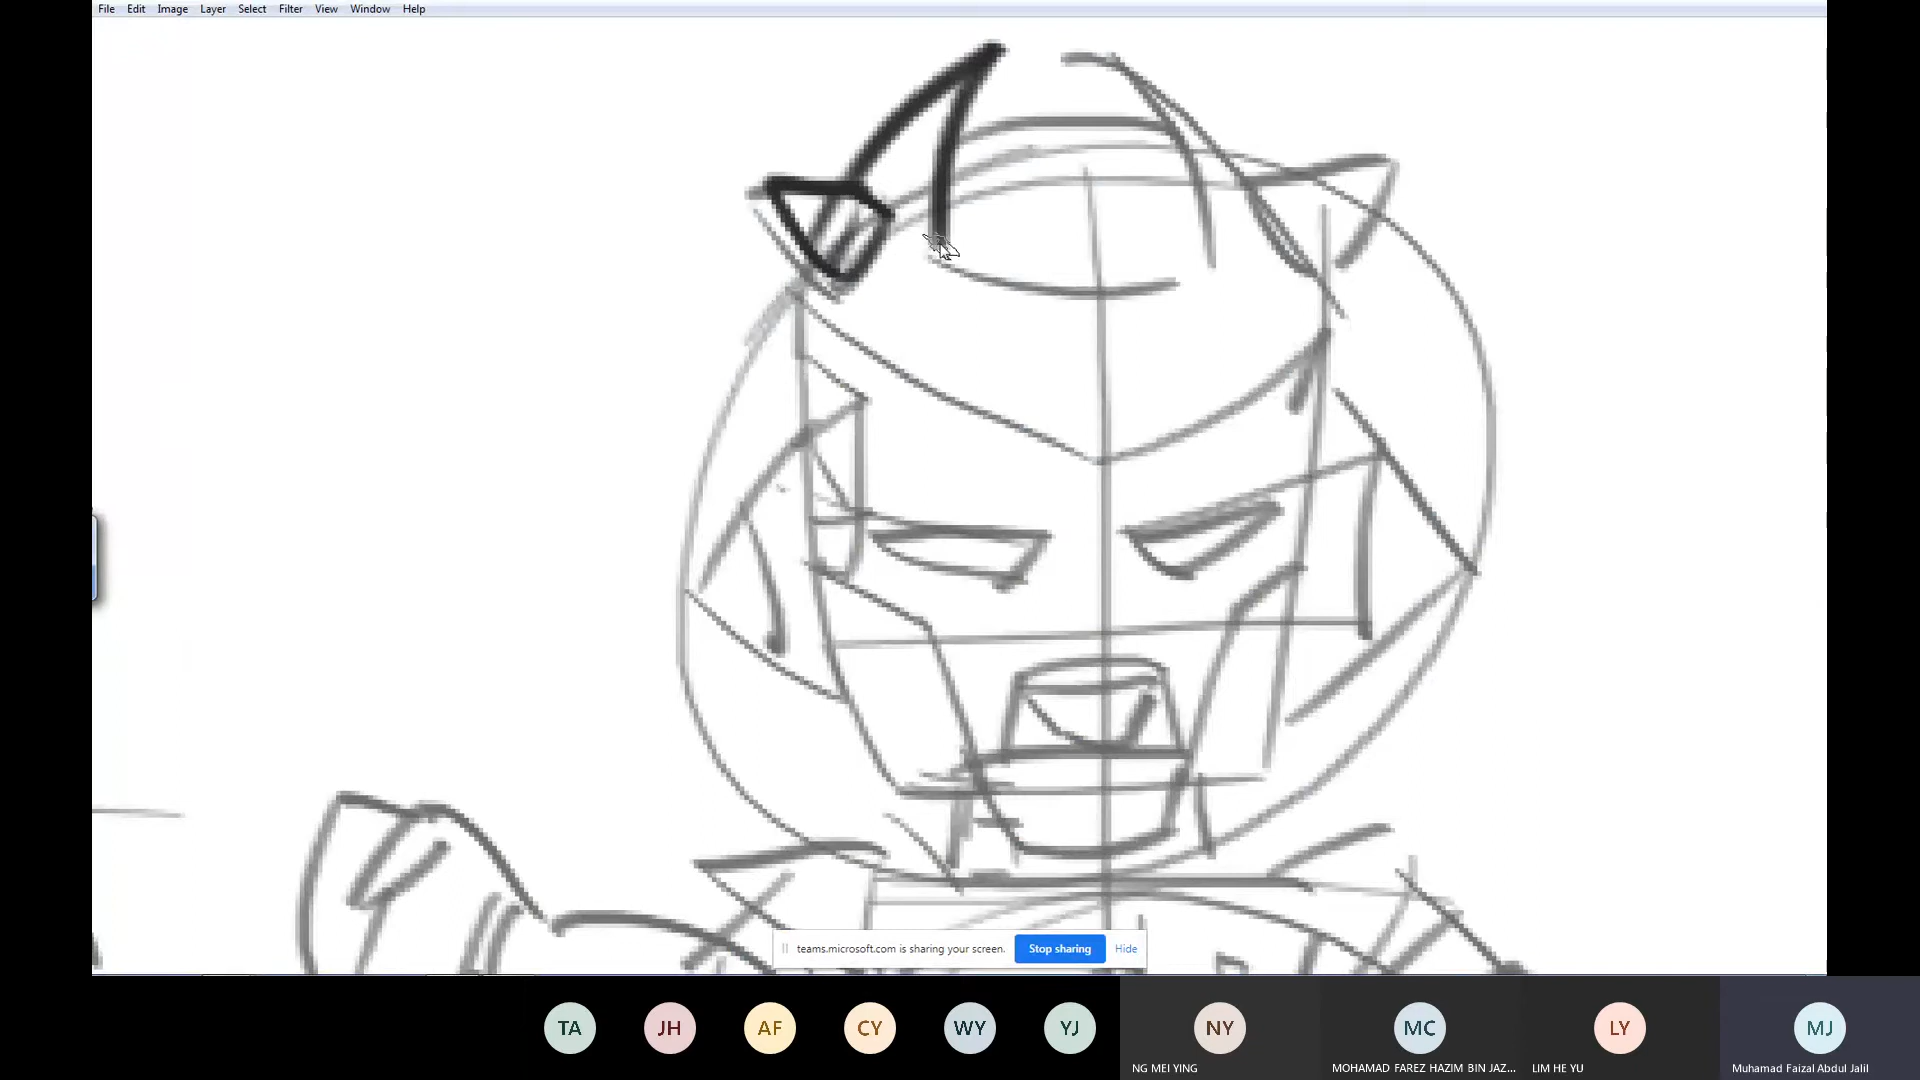 File Edit Image Layer Select Filter View Window Help
teams.microsoft.com is sharing your screen. Stop sharing Hide
TA JH AF CY WY YJ NY MC LY MJ
NG MEI YING MOHAMAD FAREZ HAZIM BIN JAZ... LIM HE YU Muhamad Faizal Abdul Jalil